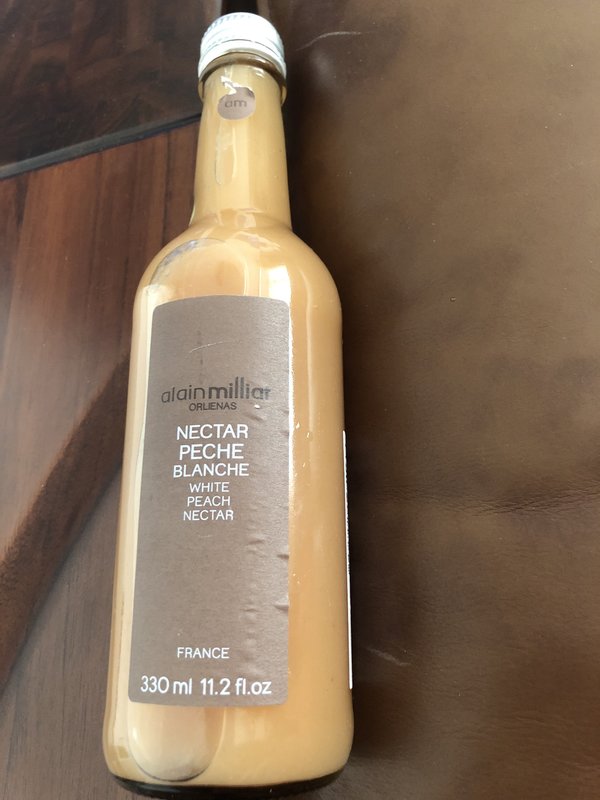 am
alain milliat
ORLIENAS
NECTAR
PECHE
BLANCHE
WHITE
PEACH
NECTAR
FRANCE
330 ml 11.2 fl.oz